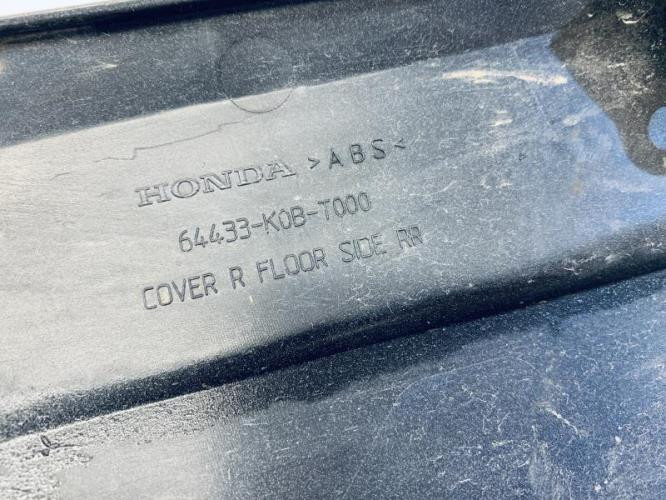 HONDA >ABS<
64433-K0B-T000
COVER R FLOOR SIDE RR